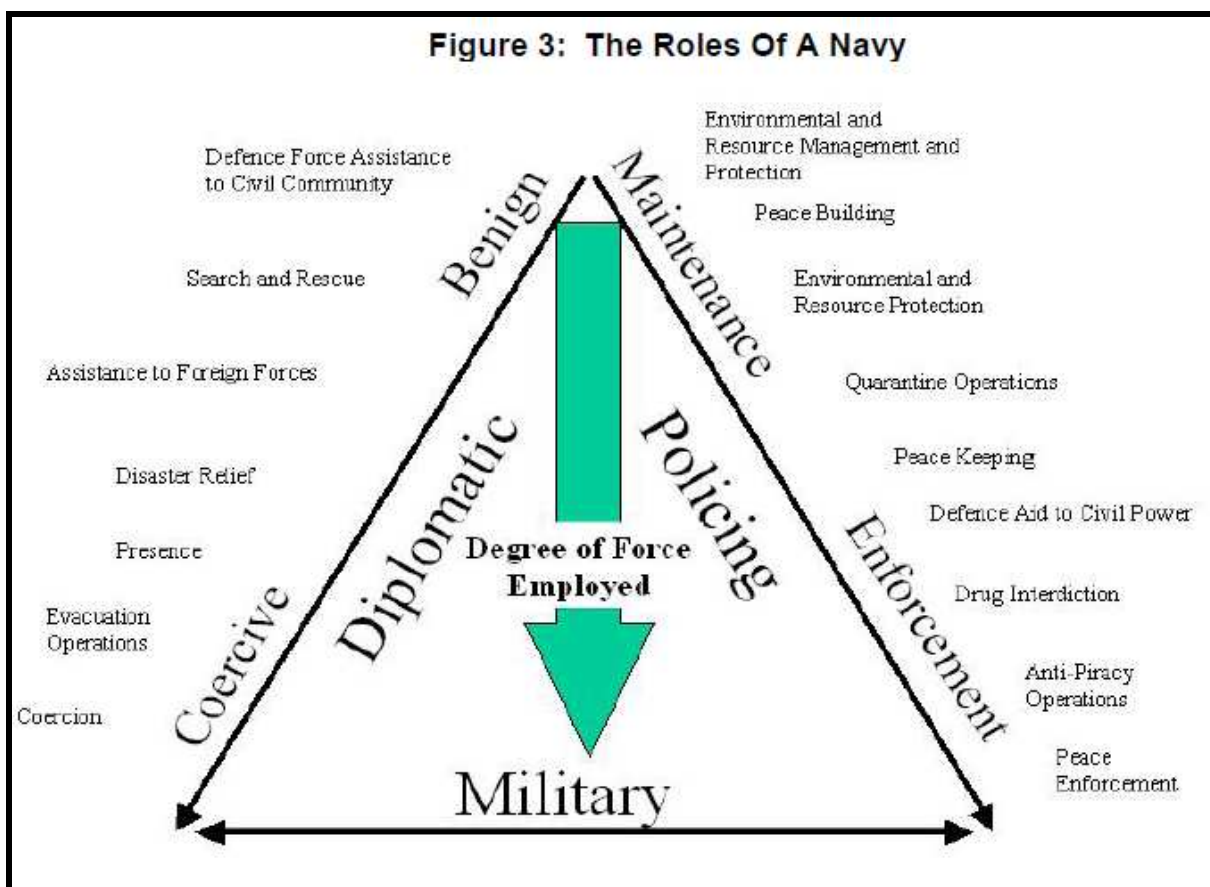 Figure 3: The Roles Of A Navy
Defence Force Assistance
to Civil Community
Search and Rescue
Assistance to Foreign Forces
Disaster Relief
Presence
Evacuation
Operations
Coercion
Benign
Diplomatic
Coercive
Degree of Force
Employed
Military
Maintenance
Policing
Enforcement
Environmental and
Resource Management and
Protection
Peace Building
Environmental and
Resource Protection
Quarantine Operations
Peace Keeping
Defence Aid to Civil Power
Drug Interdiction
Anti-Piracy
Operations
Peace
Enforcement